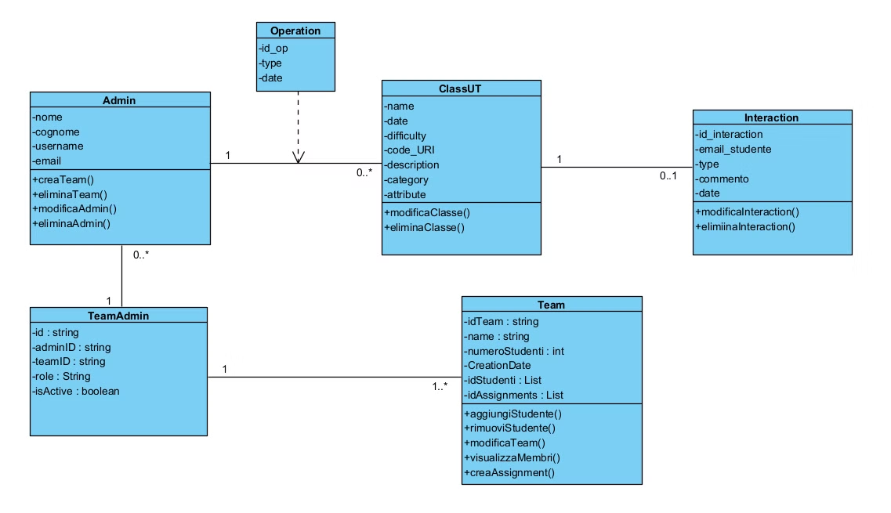 Operation
-id_op
-type
-date
Admin
-nome
-cognome
-username
-email
+creaTeam()
+eliminaTeam()
+modificaAdmin()
+eliminaAdmin()
1
0..*
ClassUT
-name
-date
-difficulty
-code_URI
-description
-category
-attribute
+modificaClasse()
+eliminaClasse()
1
0..1
Interaction
-id_interaction
-email_studente
-type
-commento
-date
+modificaInteraction()
+elimiinaInteraction()
0..*
1
TeamAdmin
-id : string
-adminID : string
-teamID : string
-role : String
-isActive : boolean
1
1..*
Team
-idTeam : string
-name : string
-numeroStudenti : int
-CreationDate
-idStudenti : List
-idAssignments : List
+aggiungiStudente()
+rimuoviStudente()
+modificaTeam()
+visualizzaMembri()
+creaAssignment()